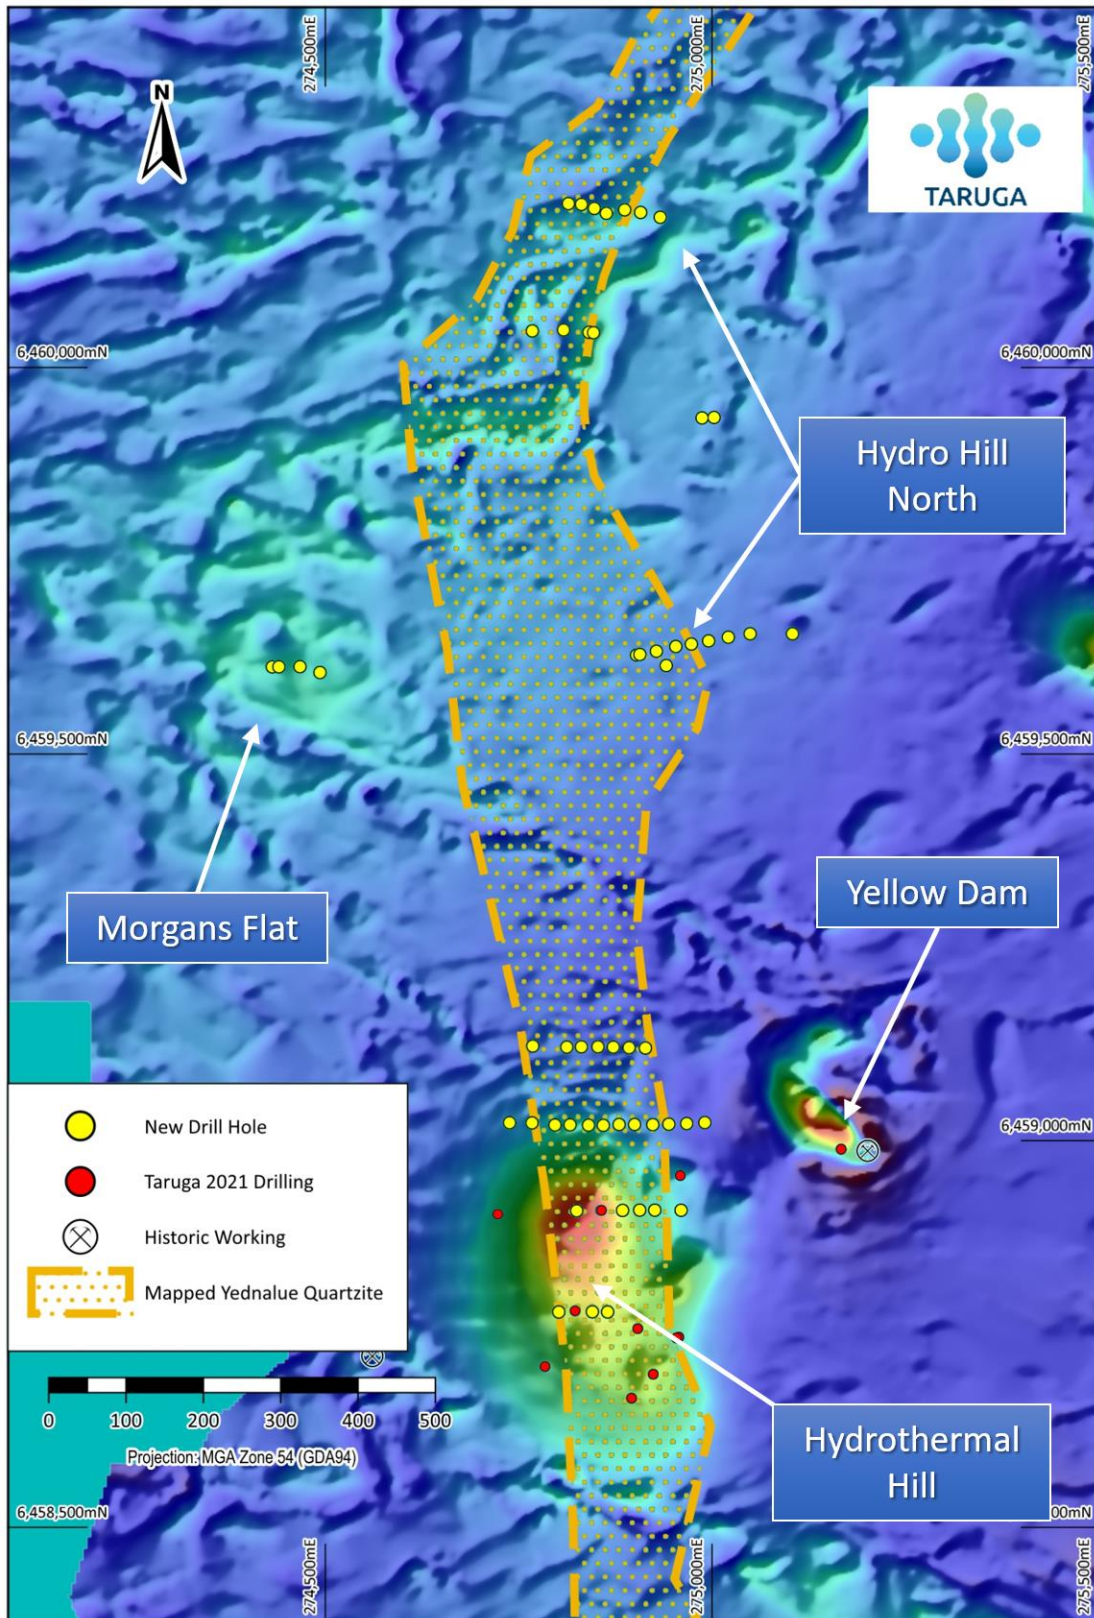 274,500mE
275,000mE
275,500mE
N
TARUGA
6,460,000mN
6,460,000mN
Hydro Hill
North
6,459,500mN
6,459,500mN
Yellow Dam
Morgans Flat
6,459,000mN
New Drill Hole
Taruga 2021 Drilling
Historic Working
Mapped Yednalue Quartzite
0 100 200 300 400 500
Projection: MGA Zone 54 (GDA94)
Hydrothermal
Hill
6,458,500mN
00mN
274,500mE
275,000mE
275,500mE